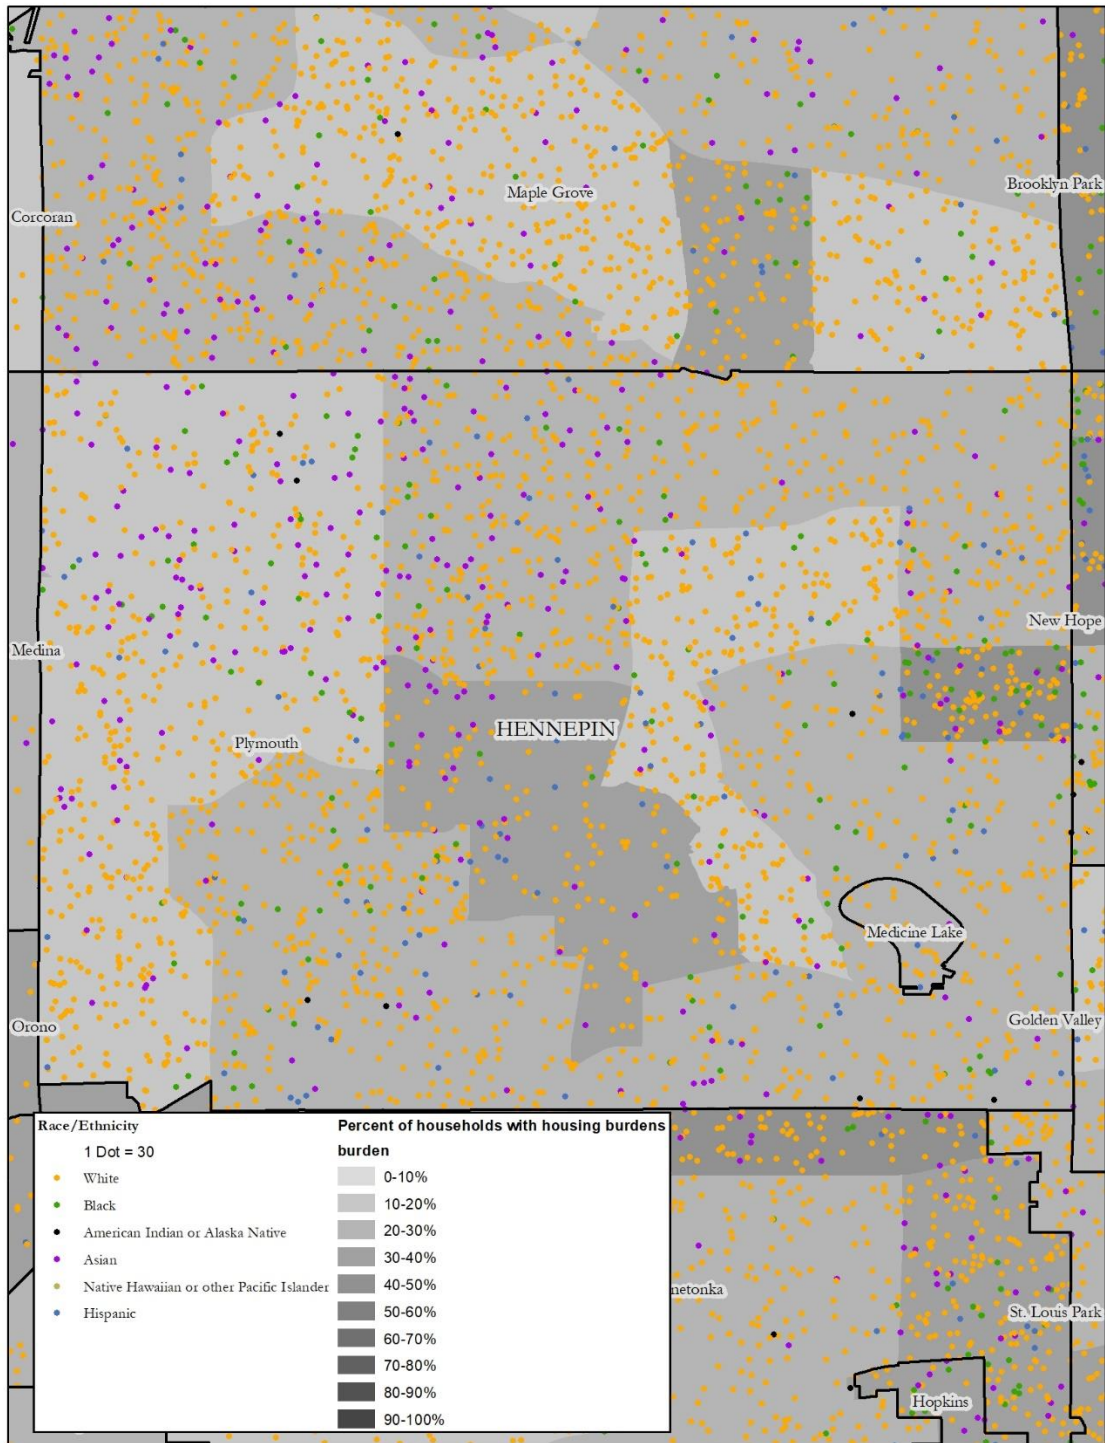 Maple Grove
Brooklyn Park
Corcoran
New Hope
Medina
HENNEPIN
Plymouth
Medicine Lake
Orono
Golden Valley
Race/Ethnicity
1 Dot = 30
White
Black
American Indian or Alaska Native
Asian
Native Hawaiian or other Pacific Islander
Hispanic
Percent of households with housing burdens
burden
0-10%
10-20%
20-30%
30-40%
40-50%
50-60%
60-70%
70-80%
80-90%
90-100%
netonka
St. Louis Park
Hopkins